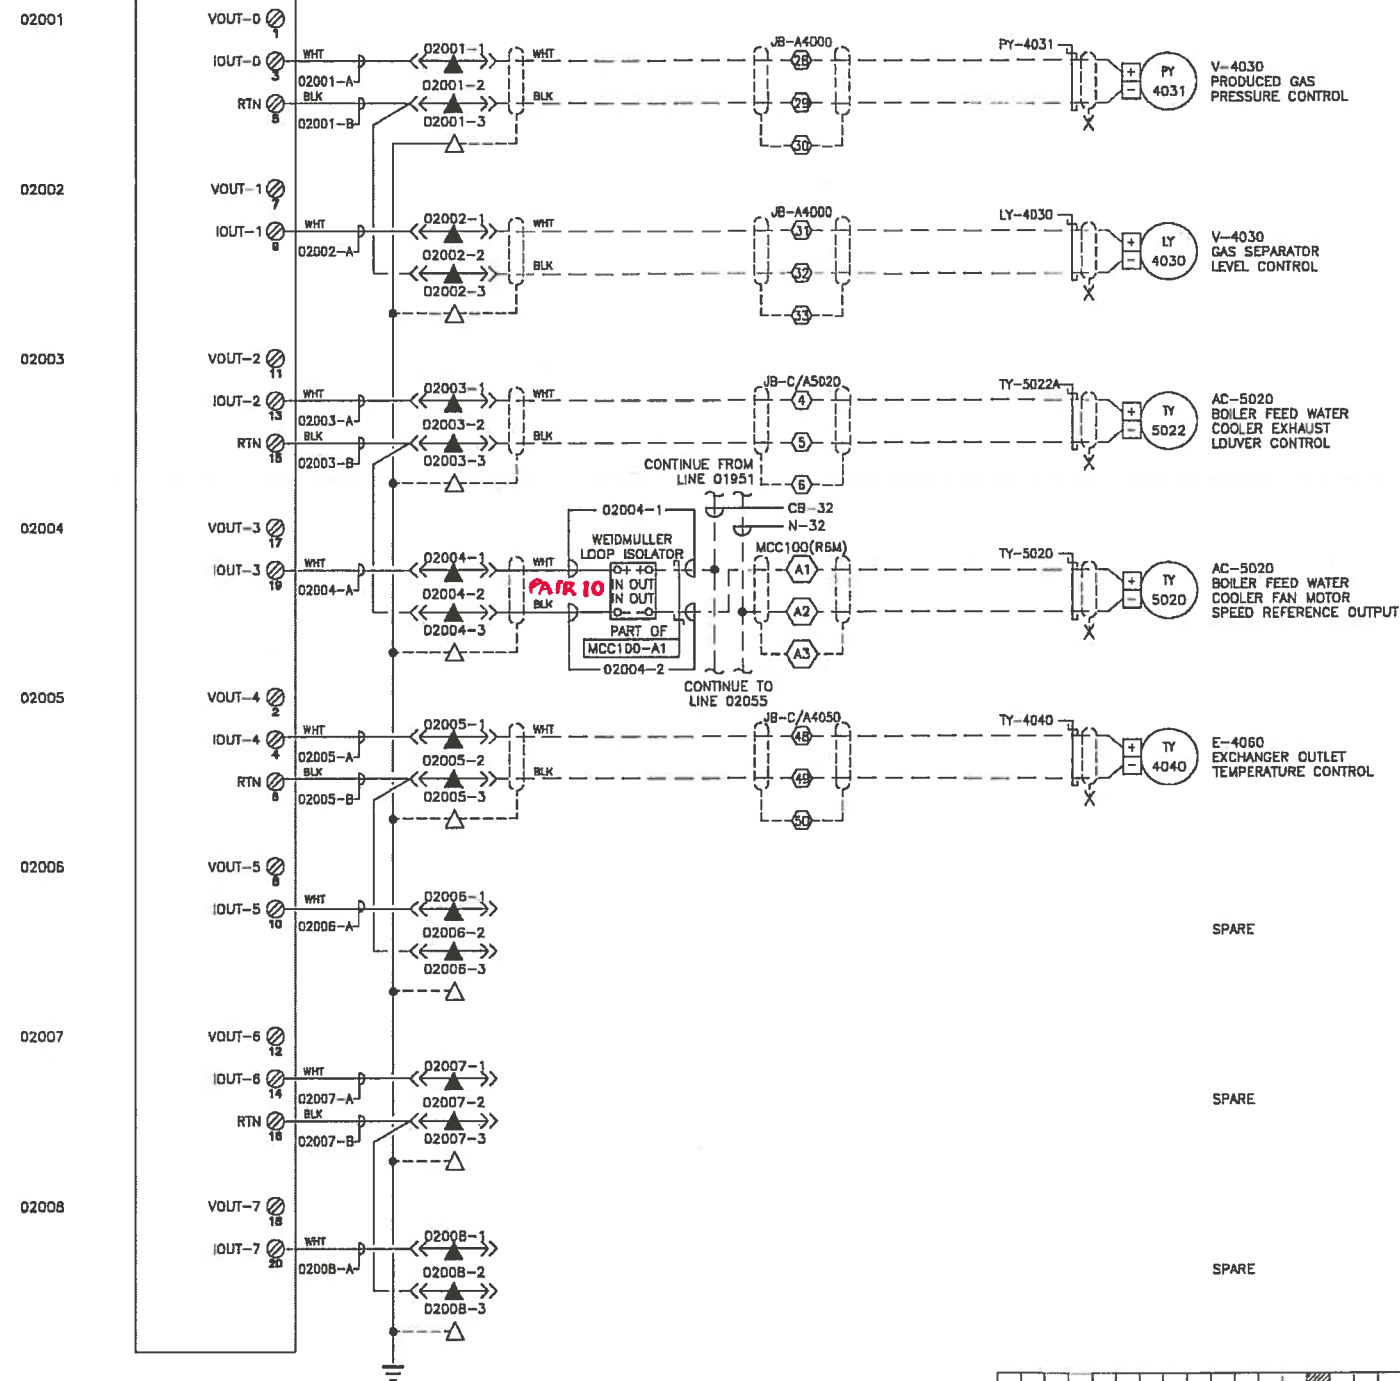 02001
VOUT-0
1
IOUT-0
3
WHT
02001-A
RTN
5
BLK
02001-B
02001-1
02001-2
02001-3
WHT
BLK
JB-A4000
28
29
30
PY-4031
+
-
PY
4031
V-4030
PRODUCED GAS
PRESSURE CONTROL
02002
VOUT-1
7
IOUT-1
9
WHT
02002-A
02002-1
02002-2
02002-3
WHT
BLK
JB-A4000
31
32
33
LY-4030
+
-
LY
4030
V-4030
GAS SEPARATOR
LEVEL CONTROL
02003
VOUT-2
11
IOUT-2
13
WHT
02003-A
RTN
15
BLK
02003-B
02003-1
02003-2
02003-3
WHT
BLK
JB-C/A5020
4
5
6
TY-5022A
+
-
TY
5022
AC-5020
BOILER FEED WATER
COOLER EXHAUST
LOUVER CONTROL
CONTINUE FROM
LINE 01951
CB-32
N-32
02004
VOUT-3
17
IOUT-3
19
WHT
02004-A
02004-1
02004-2
02004-3
WHT
PAIR 10
BLK
02004-1
WEIDMULLER
LOOP ISOLATOR
+ +
IN OUT
IN OUT
- -
PART OF
MCC100-A1
02004-2
MCC100(R6M)
A1
A2
A3
CONTINUE TO
LINE 02055
TY-5020
+
-
TY
5020
AC-5020
BOILER FEED WATER
COOLER FAN MOTOR
SPEED REFERENCE OUTPUT
02005
VOUT-4
2
IOUT-4
4
WHT
02005-A
RTN
6
BLK
02005-B
02005-1
02005-2
02005-3
WHT
BLK
JB-C/A4050
48
49
50
TY-4040
+
-
TY
4040
E-4060
EXCHANGER OUTLET
TEMPERATURE CONTROL
02006
VOUT-5
8
IOUT-5
10
WHT
02006-A
02006-1
02006-2
02006-3
SPARE
02007
VOUT-6
12
IOUT-6
14
WHT
02007-A
RTN
16
BLK
02007-B
02007-1
02007-2
02007-3
SPARE
02008
VOUT-7
18
IOUT-7
20
WHT
02008-A
02008-1
02008-2
02008-3
SPARE